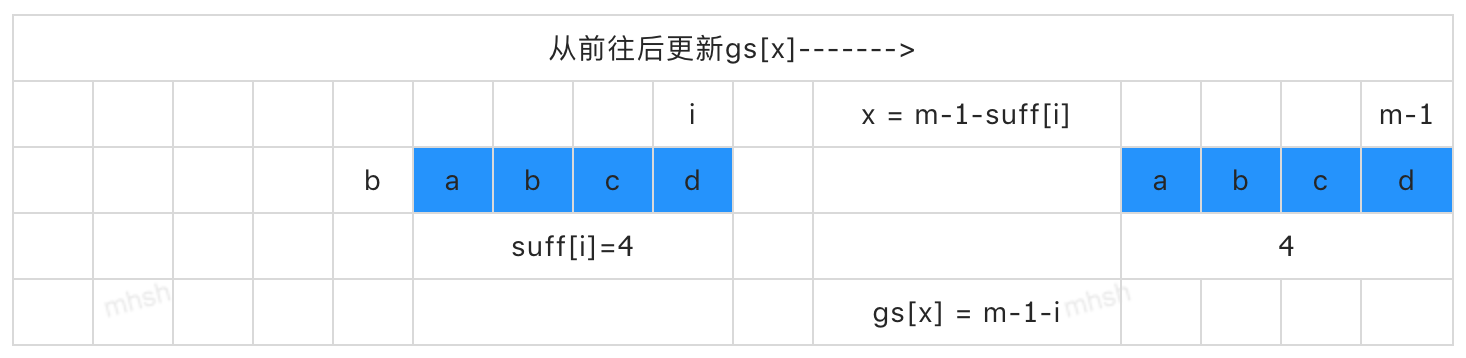 从前往后更新gs[x]------->
i x = m-1-suff[i] m-1
b a b c d a b c d
suff[i]=4 4
gs[x] = m-1-i
mhsh mhsh